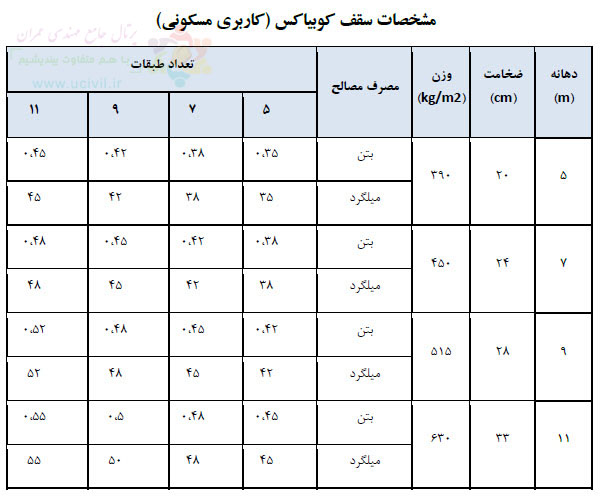 مشخصات سقف کوبیاکس (کاربری مسکونی)
پرتال جامع مهندسی عمران
با هم متفاوت بیندیشیم
www.ucivil.ir
دهانه (m) ضخامت (cm) وزن (kg/m2) مصرف مصالح تعداد طبقات
۵ ۷ ۹ ۱۱
۵ ۲۰ ۳۹۰ بتن ۰.۳۵ ۰.۳۸ ۰.۴۲ ۰.۴۵
میلگرد ۳۵ ۳۸ ۴۲ ۴۵
۷ ۲۴ ۴۵۰ بتن ۰.۳۸ ۰.۴۲ ۰.۴۵ ۰.۴۸
میلگرد ۳۸ ۴۲ ۴۵ ۴۸
۹ ۲۸ ۵۱۵ بتن ۰.۴۲ ۰.۴۵ ۰.۴۸ ۰.۵۲
میلگرد ۴۲ ۴۵ ۴۸ ۵۲
۱۱ ۳۳ ۶۳۰ بتن ۰.۴۵ ۰.۴۸ ۰.۵ ۰.۵۵
میلگرد ۴۵ ۴۸ ۵۰ ۵۵